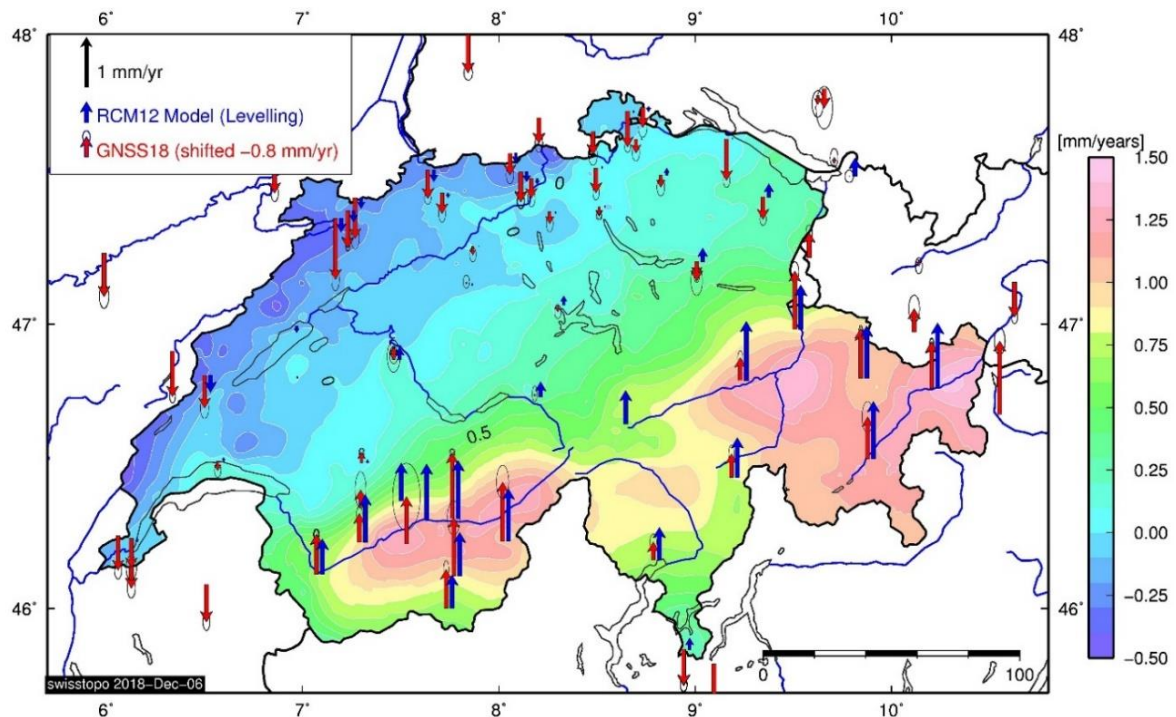 6° 7° 8° 9° 10°
48° 48°
1 mm/yr
RCM12 Model (Levelling)
GNSS18 (shifted −0.8 mm/yr)
[mm/years]
1.50
1.25
0
1.00
0.75
47° 47°
0.50
0.25
0.5
0.00
−0.25
46° 46°
−0.50
swisstopo 2018−Dec−06
0 100
6° 7° 8° 9° 10°